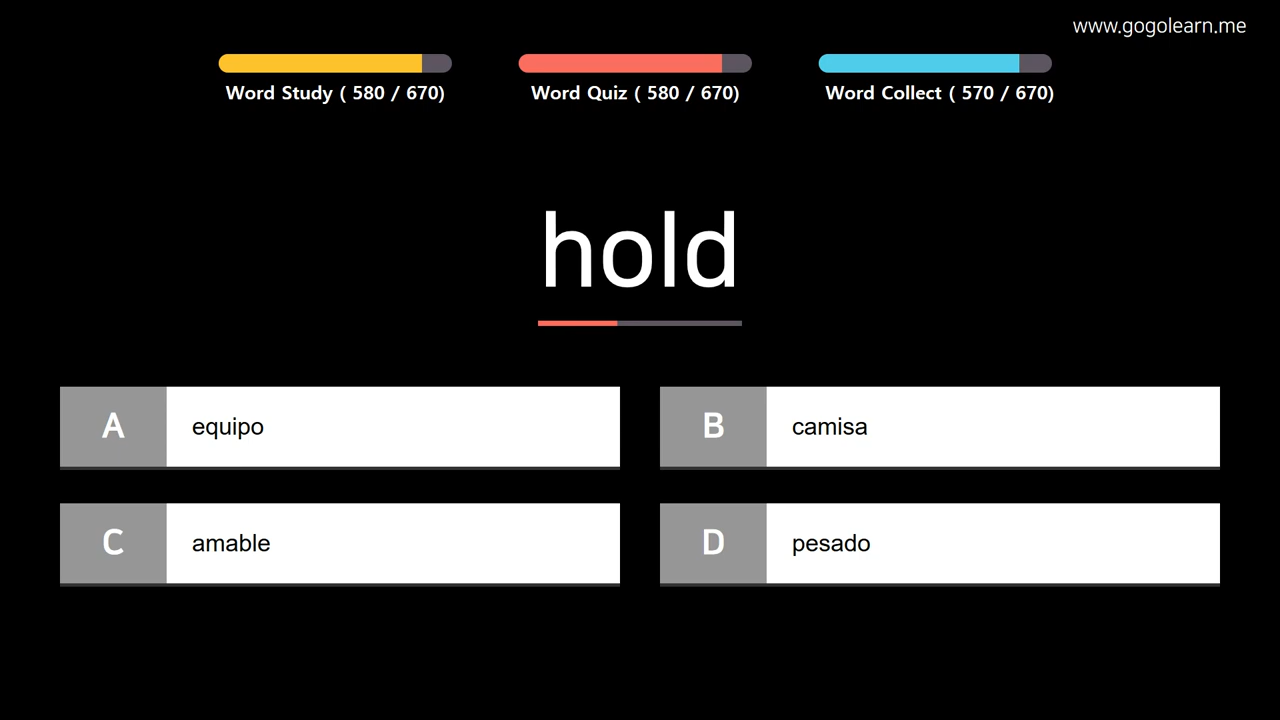 www.gogolearn.me
Word Study ( 580 / 670)
Word Quiz ( 580 / 670)
Word Collect ( 570 / 670)
hold
A equipo
B camisa
C amable
D pesado